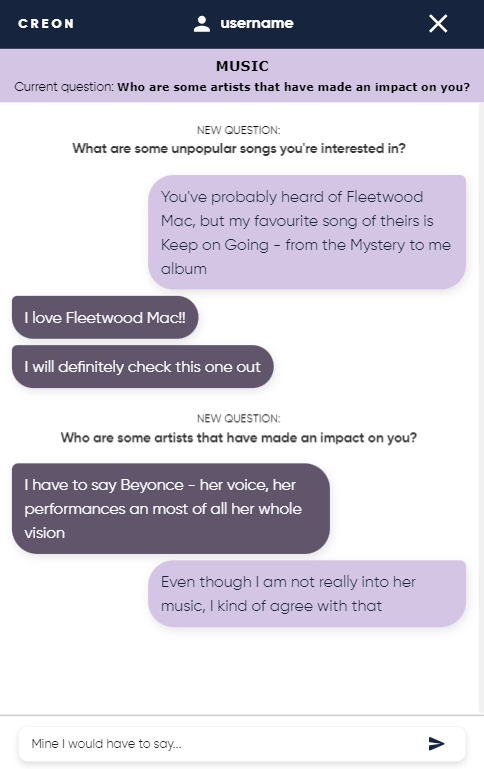 CREON
username
MUSIC
Current question: Who are some artists that have made an impact on you?
NEW QUESTION:
What are some unpopular songs you're interested in?
You've probably heard of Fleetwood
Mac, but my favourite song of theirs is
Keep on Going - from the Mystery to me
album
I love Fleetwood Mac!!
I will definitely check this one out
NEW QUESTION:
Who are some artists that have made an impact on you?
I have to say Beyonce - her voice, her
performances an most of all her whole
vision
Even though I am not really into her
music, I kind of agree with that
Mine I would have to say...